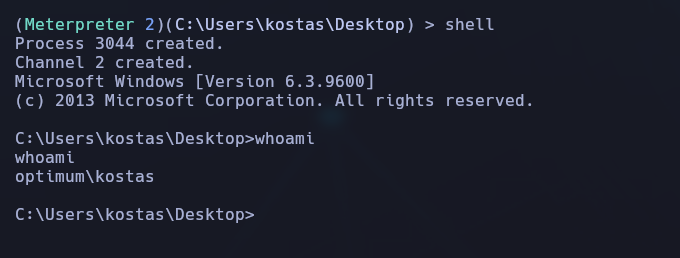 (Meterpreter 2)(C:\Users\kostas\Desktop) > shell
Process 3044 created.
Channel 2 created.
Microsoft Windows [Version 6.3.9600]
(c) 2013 Microsoft Corporation. All rights reserved.
C:\Users\kostas\Desktop>whoami
whoami
optimum\kostas
C:\Users\kostas\Desktop>